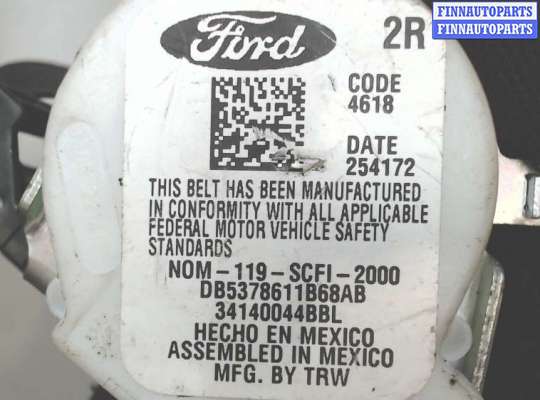 FINNAUTOPARTS
FINNAUTOPARTS
Ford
2R
CODE
4618
DATE
254172
THIS BELT HAS BEEN MANUFACTURED
IN CONFORMITY WITH ALL APPLICABLE
FEDERAL MOTOR VEHICLE SAFETY
STANDARDS
NOM-119-SCFI-2000
DB5378611B68AB
34140044BBL
HECHO EN MEXICO
ASSEMBLED IN MEXICO
MFG. BY TRW